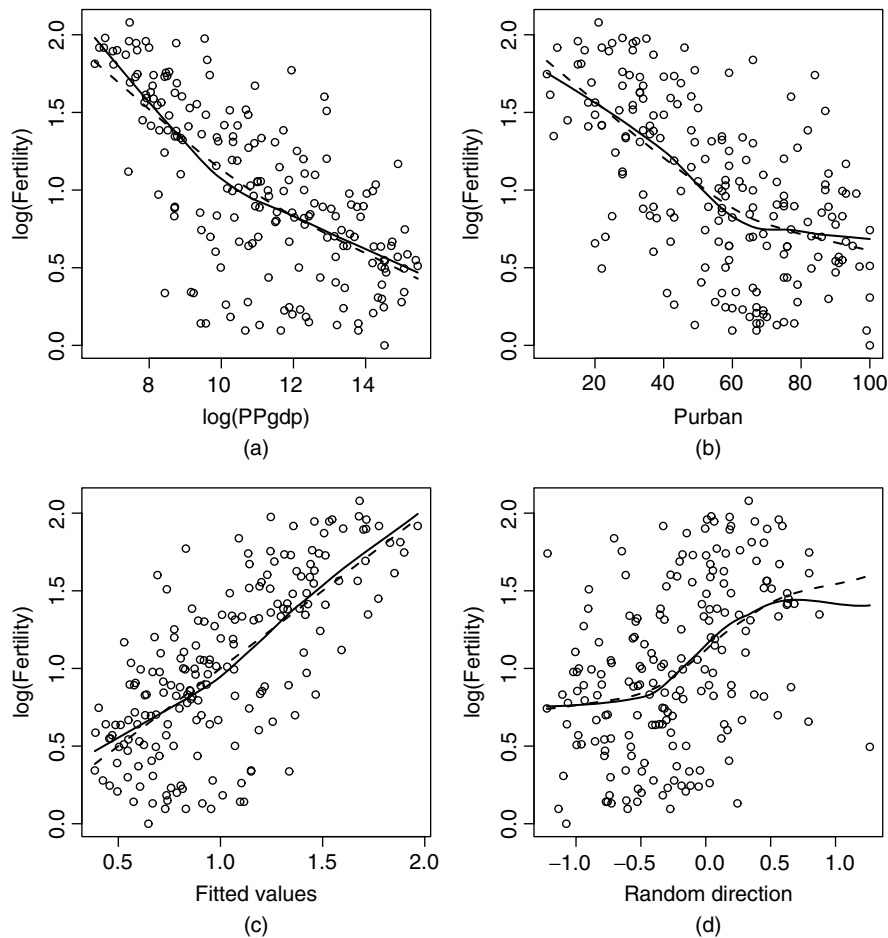 log(Fertility)
0.0 0.5 1.0 1.5 2.0
8 10 12 14
log(PPgdp)
(a)
log(Fertility)
0.0 0.5 1.0 1.5 2.0
20 40 60 80 100
Purban
(b)
log(Fertility)
0.0 0.5 1.0 1.5 2.0
0.5 1.0 1.5 2.0
Fitted values
(c)
log(Fertility)
0.0 0.5 1.0 1.5 2.0
−1.0 −0.5 0.0 0.5 1.0
Random direction
(d)